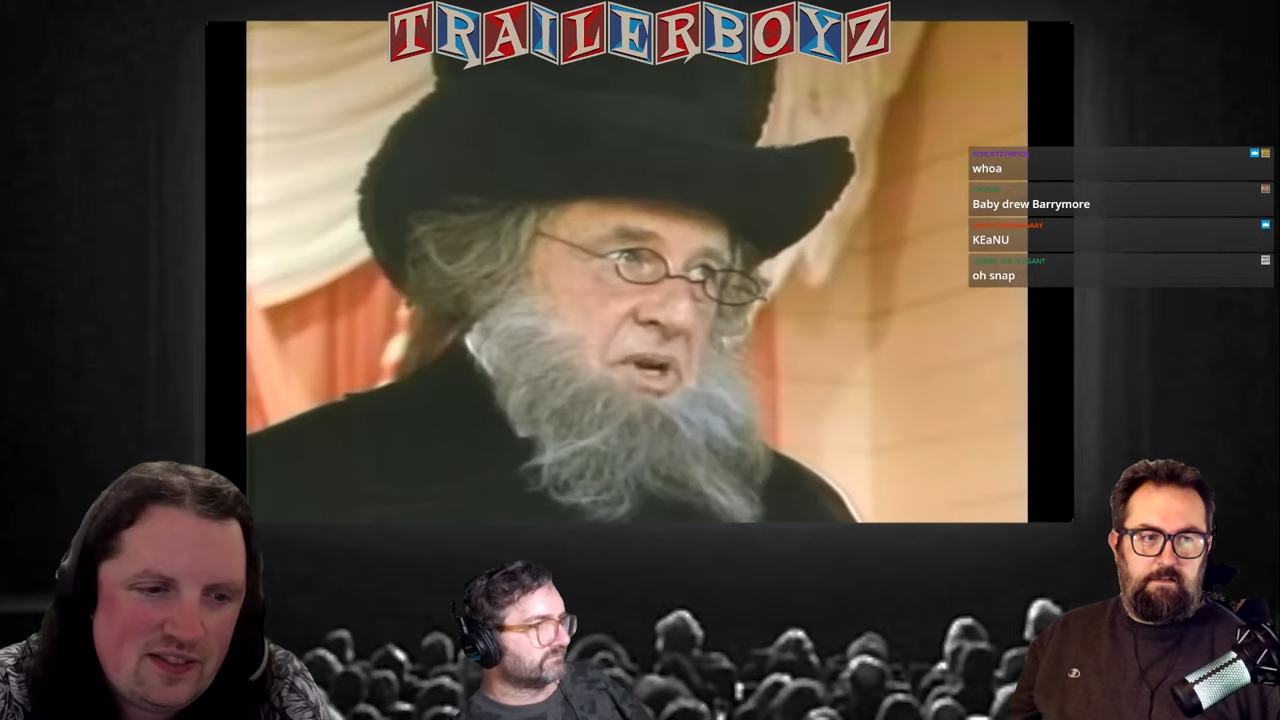 TRAILERBOYZ
whoa
Baby drew Barrymore
KEaNU
oh snap